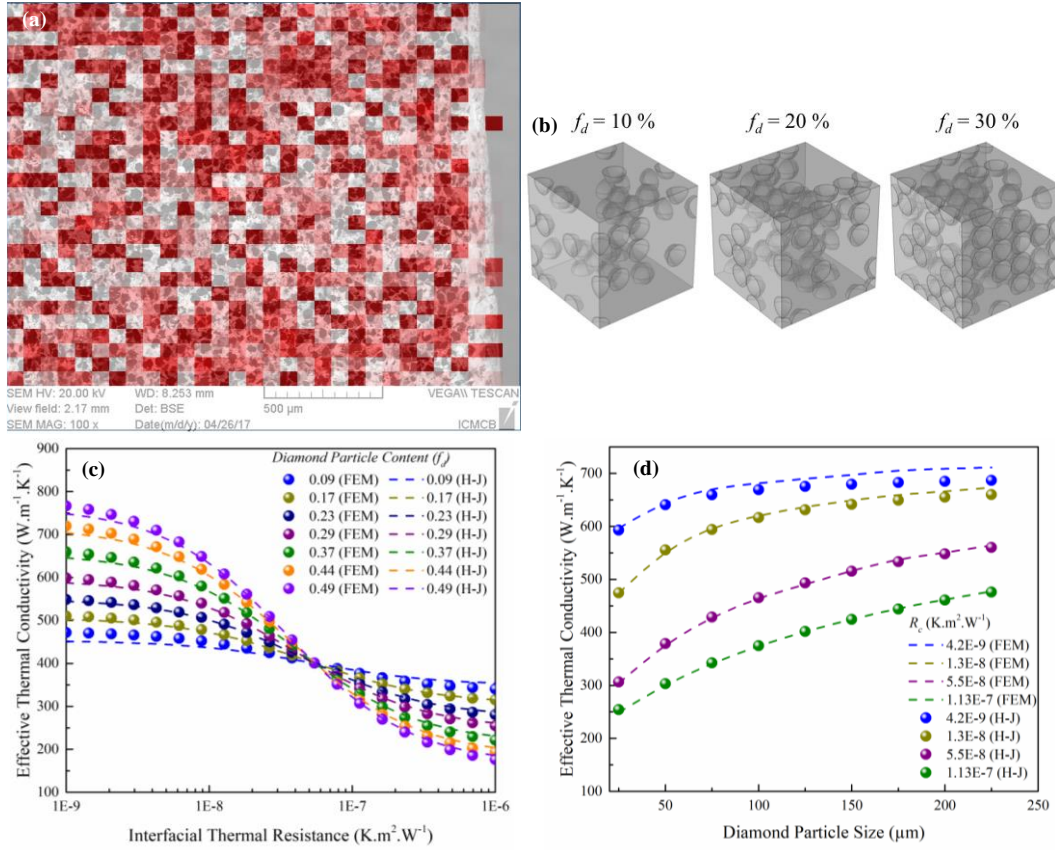 (a)
SEM HV: 20.00 kV WD: 8.253 mm VEGA\\ TESCAN
View field: 2.17 mm Det: BSE 500 µm
SEM MAG: 100 x Date(m/d/y): 04/26/17 ICMCB
(b) f_d = 10 % f_d = 20 % f_d = 30 %
(c)
Effective Thermal Conductivity (W.m⁻¹.K⁻¹)
900
800
700
600
500
400
300
200
100
Diamond Particle Content (f_d)
0.09 (FEM) 0.09 (H-J)
0.17 (FEM) 0.17 (H-J)
0.23 (FEM) 0.23 (H-J)
0.29 (FEM) 0.29 (H-J)
0.37 (FEM) 0.37 (H-J)
0.44 (FEM) 0.44 (H-J)
0.49 (FEM) 0.49 (H-J)
1E-9 1E-8 1E-7 1E-6
Interfacial Thermal Resistance (K.m².W⁻¹)
(d)
Effective Thermal Conductivity (W.m⁻¹.K⁻¹)
700
600
500
400
300
200
100
R_c (K.m².W⁻¹)
4.2E-9 (FEM)
1.3E-8 (FEM)
5.5E-8 (FEM)
1.13E-7 (FEM)
4.2E-9 (H-J)
1.3E-8 (H-J)
5.5E-8 (H-J)
1.13E-7 (H-J)
50 100 150 200 250
Diamond Particle Size (µm)